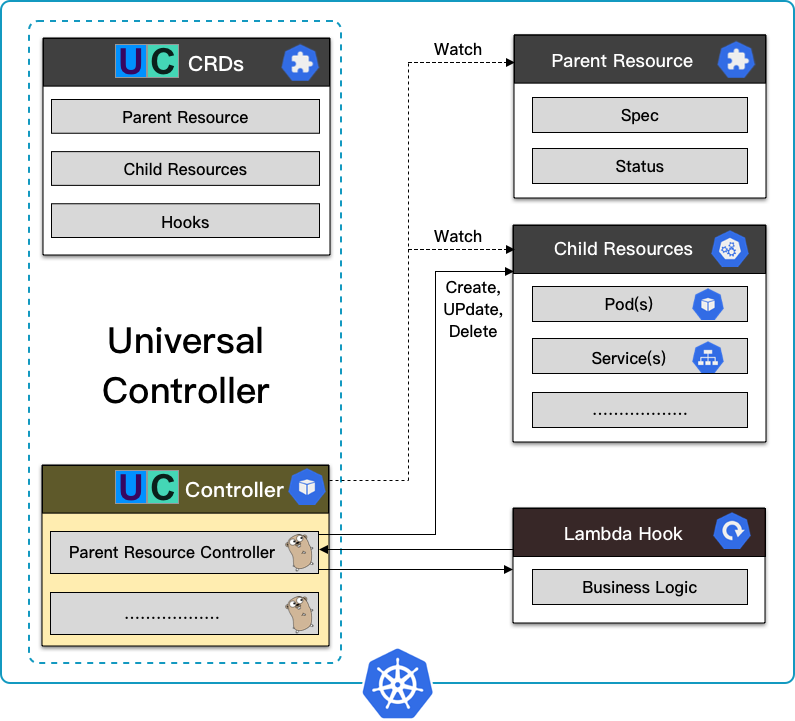 UC CRDs
Parent Resource
Child Resources
Hooks
Universal
Controller
UC Controller
Parent Resource Controller
..................
Watch
Watch
Create,
UPdate,
Delete
Parent Resource
Spec
Status
Child Resources
Pod(s)
Service(s)
..................
Lambda Hook
Business Logic